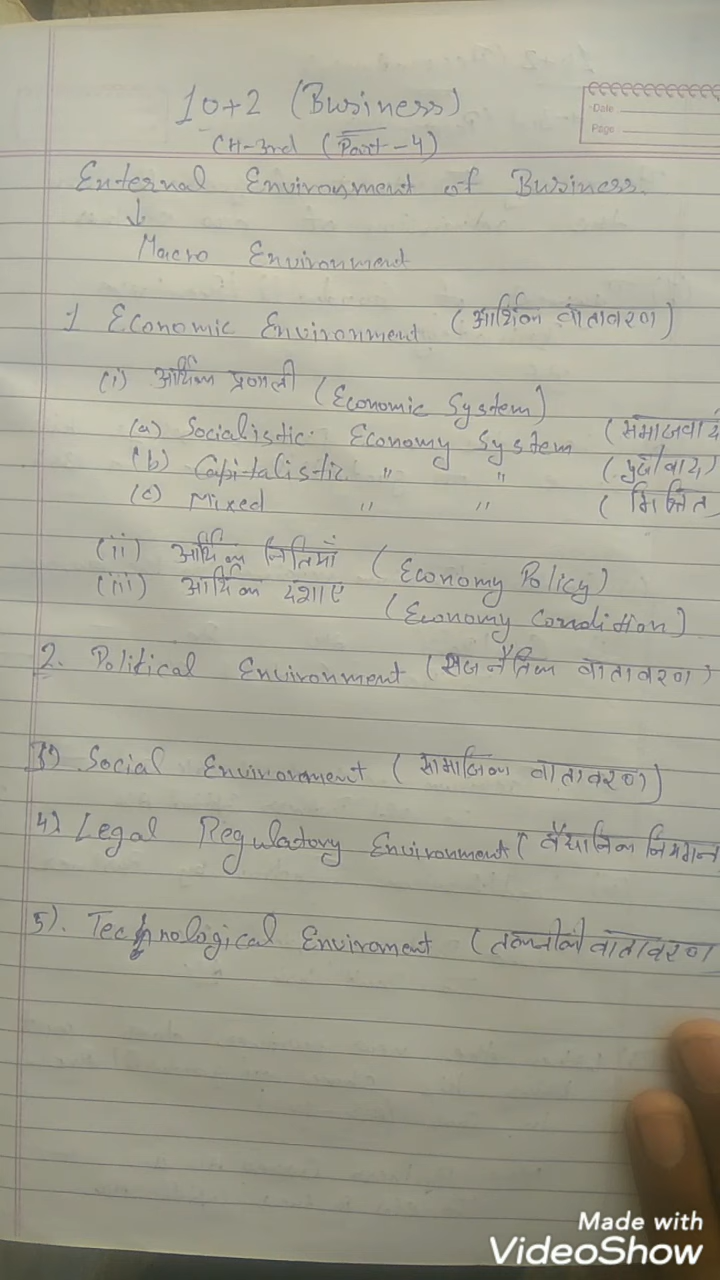 10+2 (Business)
CH-3rd (Part-4)
Date
Page
External Environment of Business.
↓
Macro Environment
1 Economic Environment (आर्थिक वातावरण)
(i) आर्थिक प्रणाली (Economic System)
(a) Socialistic Economy System (समाजवादी
(b) Capitalistic " " (पुंजीवादी)
(c) Mixed " " (मिश्रित
(ii) आर्थिक नितियाँ (Economy Policy)
(iii) आर्थिक दशाएं (Economy Condition)
2. Political Environment (राजनैतिक वातावरण)
3) Social Environment (सामाजिक वातावरण)
4) Legal Regulatory Environment (वैधानिक नियमन
5). Technological Enviroment (तकनीकी वातावरण
Made with
VideoShow